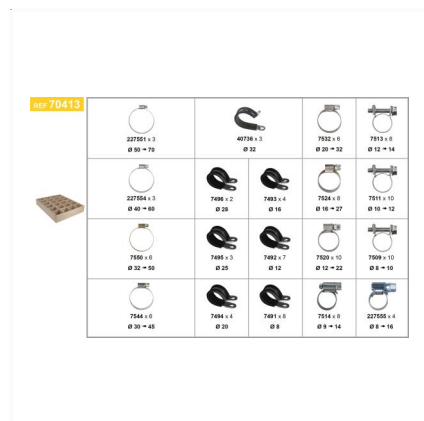 REF 70413
227551 x 3
Ø 50 → 70
40736 x 3
Ø 32
7532 x 6
Ø 20 → 32
7513 x 8
Ø 12 → 14
227554 x 3
Ø 40 → 60
7496 x 2
Ø 28
7493 x 4
Ø 16
7524 x 8
Ø 16 → 27
7511 x 10
Ø 10 → 12
7550 x 6
Ø 32 → 50
7495 x 3
Ø 25
7492 x 7
Ø 12
7520 x 10
Ø 12 → 22
7509 x 10
Ø 8 → 10
7544 x 6
Ø 30 → 45
7494 x 4
Ø 20
7491 x 8
Ø 8
7514 x 8
Ø 9 → 14
227555 x 4
Ø 8 → 16